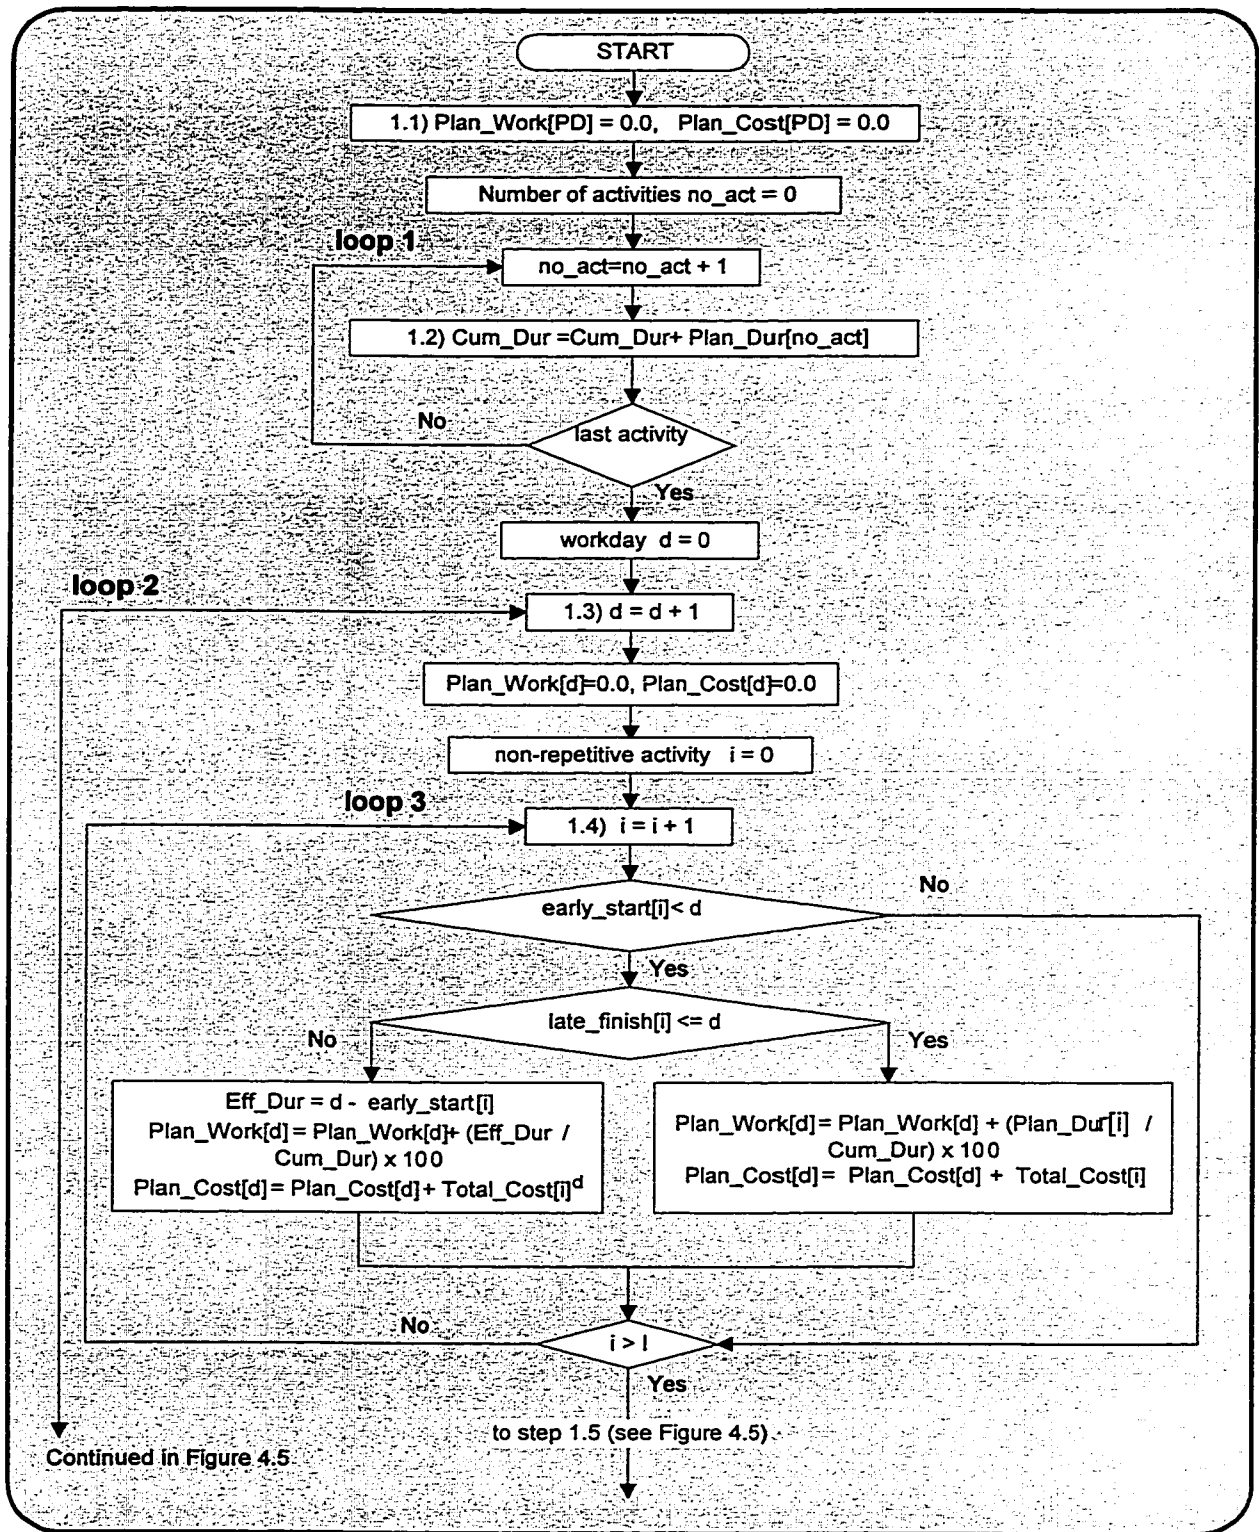 START
1.1) Plan_Work[PD] = 0.0, Plan_Cost[PD] = 0.0
Number of activities no_act = 0
loop 1
no_act=no_act + 1
1.2) Cum_Dur =Cum_Dur+ Plan_Dur[no_act]
No
last activity
Yes
workday d = 0
loop 2
1.3) d = d + 1
Plan_Work[d]=0.0, Plan_Cost[d]=0.0
non-repetitive activity i = 0
loop 3
1.4) i = i + 1
No
early_start[i]< d
Yes
late_finish[i] <= d
No
Yes
Eff_Dur = d - early_start[i]
Plan_Work[d] = Plan_Work[d]+ (Eff_Dur /
Cum_Dur) x 100
Plan_Cost[d]= Plan_Cost[d]+ Total_Cost[i]d
Plan_Work[d]= Plan_Work[d] + (Plan_Dur[i] /
Cum_Dur) x 100
Plan_Cost[d]= Plan_Cost[d] + Total_Cost[i]
No
i > I
Yes
to step 1.5 (see Figure 4.5)
Continued in Figure 4.5